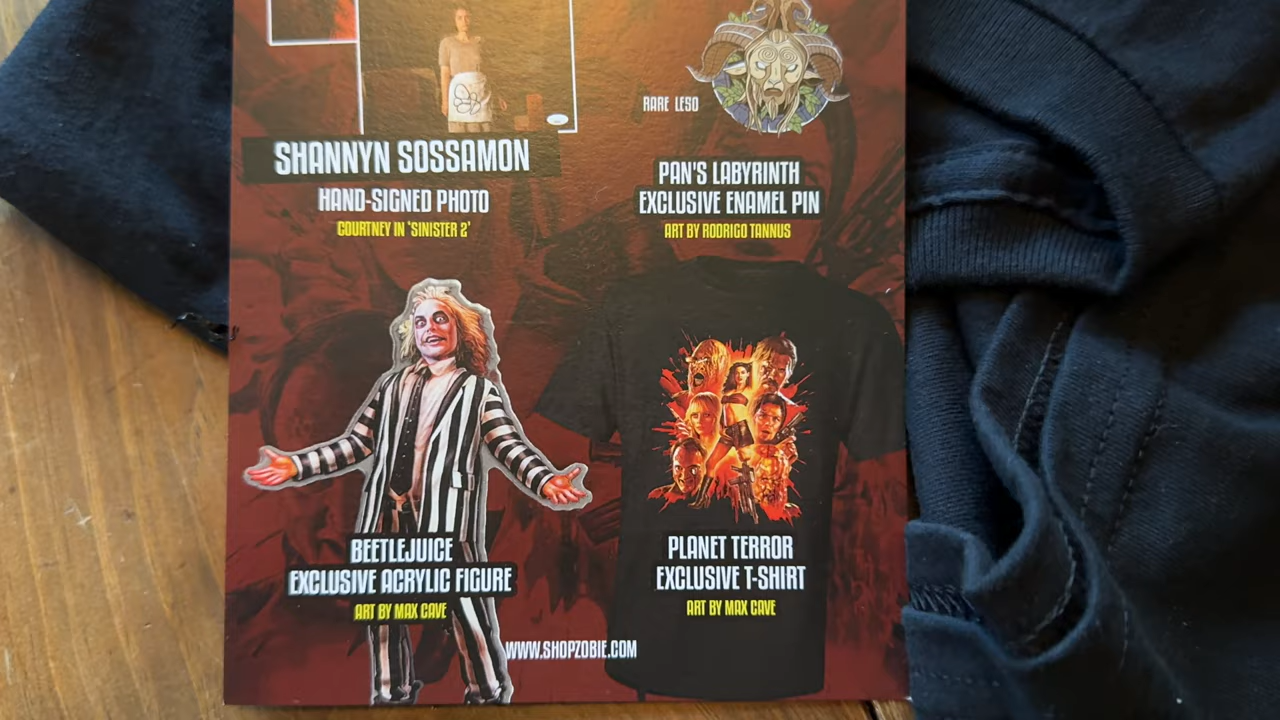 RARE LE50
SHANNYN SOSSAMON
HAND-SIGNED PHOTO
COURTNEY IN 'SINISTER 2'
PAN'S LABYRINTH
EXCLUSIVE ENAMEL PIN
ART BY RODRIGO TANNUS
BEETLEJUICE
EXCLUSIVE ACRYLIC FIGURE
ART BY MAX CAVE
PLANET TERROR
EXCLUSIVE T-SHIRT
ART BY MAX CAVE
WWW.SHOPZOBIE.COM